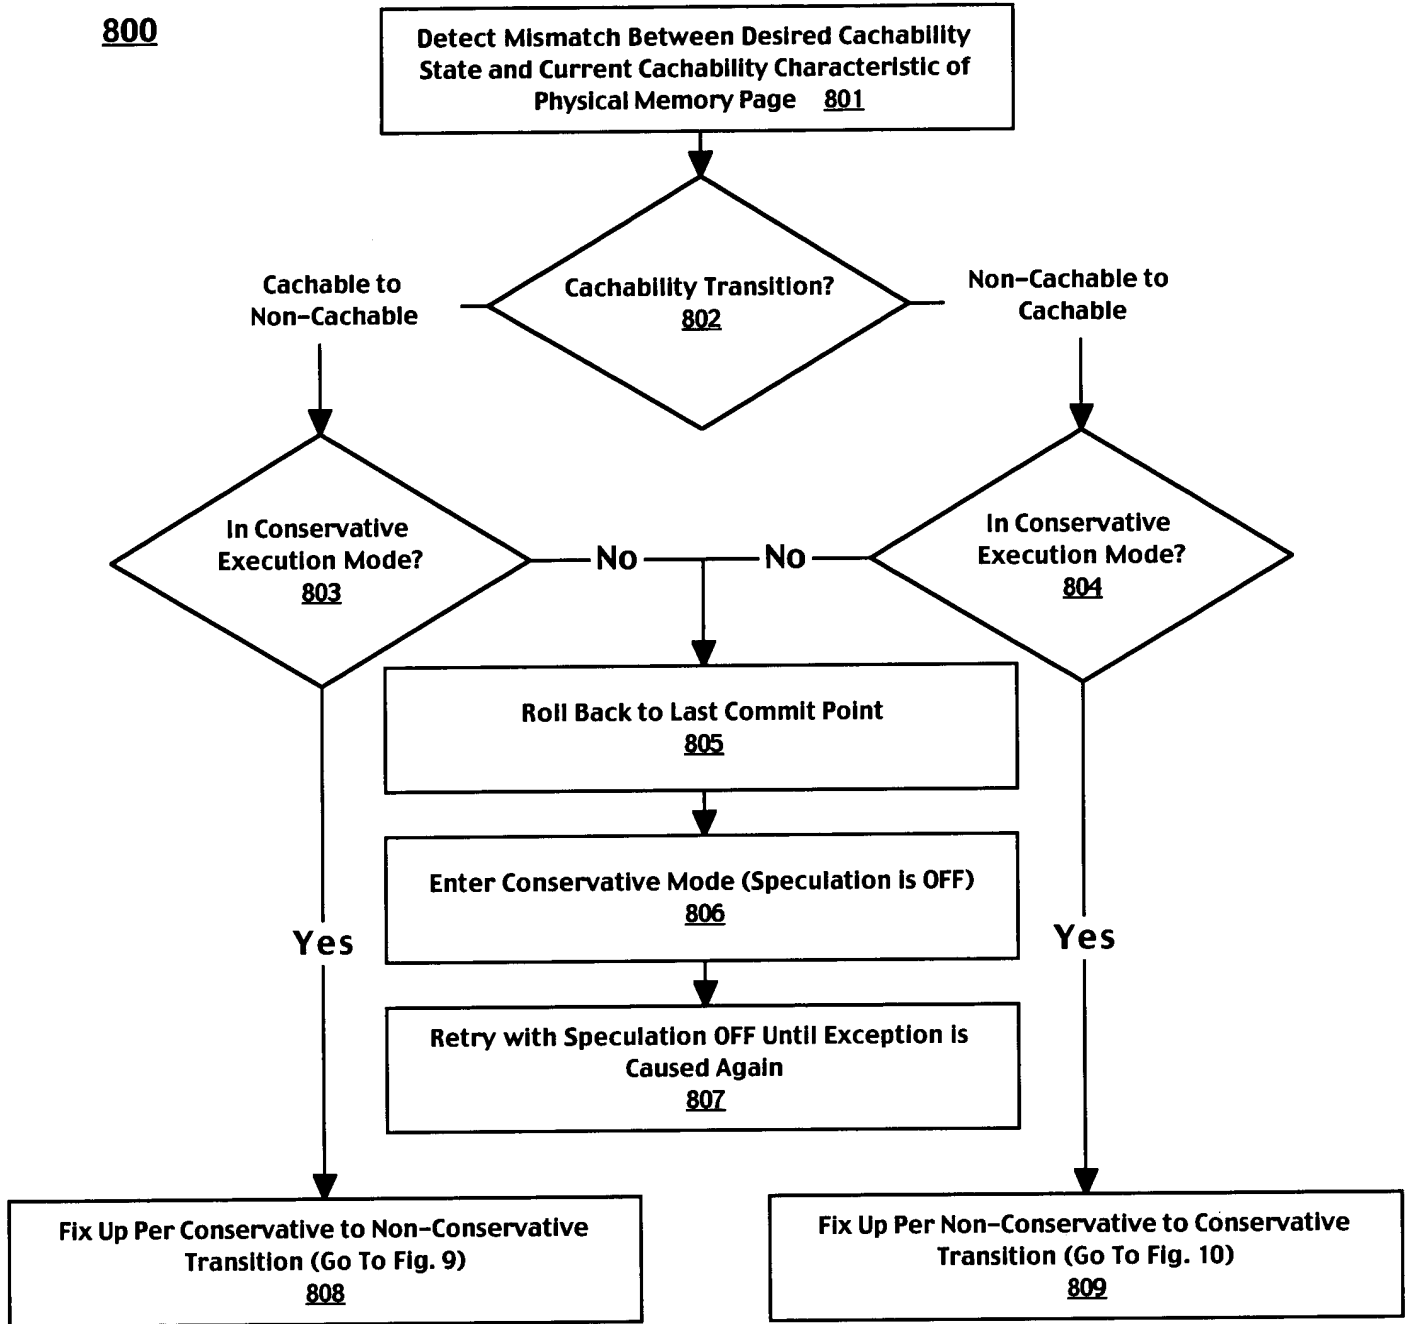 800
Detect Mismatch Between Desired Cachability
State and Current Cachability Characteristic of
Physical Memory Page 801
Cachability Transition?
802
Cachable to
Non-Cachable
Non-Cachable to
Cachable
In Conservative
Execution Mode?
803
No
No
In Conservative
Execution Mode?
804
Roll Back to Last Commit Point
805
Enter Conservative Mode (Speculation is OFF)
806
Yes
Yes
Retry with Speculation OFF Until Exception is
Caused Again
807
Fix Up Per Conservative to Non-Conservative
Transition (Go To Fig. 9)
808
Fix Up Per Non-Conservative to Conservative
Transition (Go To Fig. 10)
809